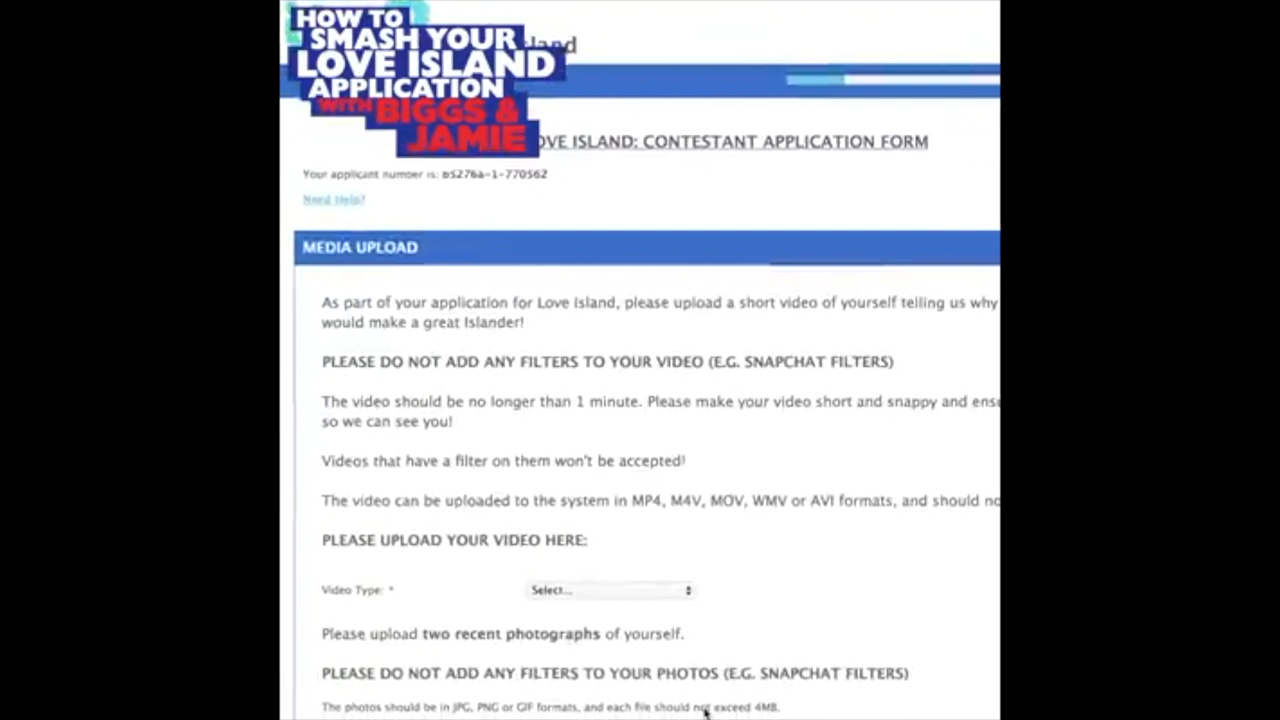 HOW TO
SMASH YOUR
LOVE ISLAND
APPLICATION
WITH BIGGS &
JAMIE
LOVE ISLAND: CONTESTANT APPLICATION FORM
Your applicant number is: b5276a-1-770562
Need Help?
MEDIA UPLOAD
As part of your application for Love Island, please upload a short video of yourself telling us why
would make a great Islander!
PLEASE DO NOT ADD ANY FILTERS TO YOUR VIDEO (E.G. SNAPCHAT FILTERS)
The video should be no longer than 1 minute. Please make your video short and snappy and
so we can see you!
Videos that have a filter on them won't be accepted!
The video can be uploaded to the system in MP4, M4V, MOV, WMV or AVI formats, and should
PLEASE UPLOAD YOUR VIDEO HERE:
Video Type: * Select...
Please upload two recent photographs of yourself.
PLEASE DO NOT ADD ANY FILTERS TO YOUR PHOTOS (E.G. SNAPCHAT FILTERS)
The photos should be in JPG, PNG or GIF formats, and each file should not exceed 4MB.